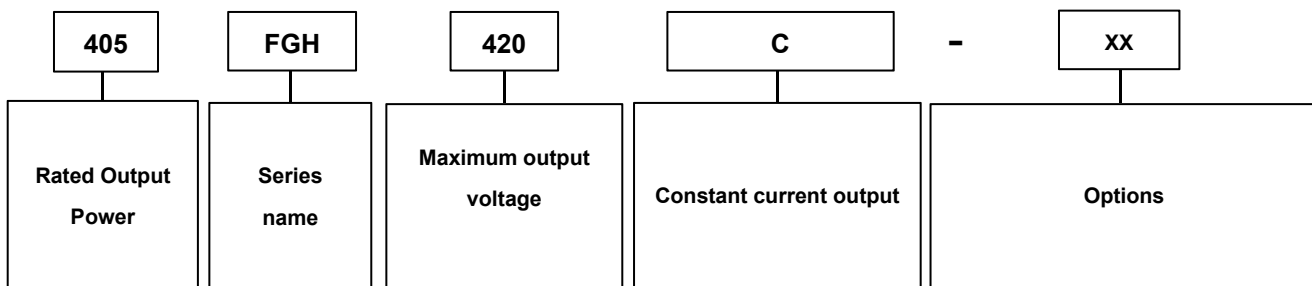 405 FGH 420 C - XX
Rated Output
Power
Series
name
Maximum output
voltage
Constant current output
Options